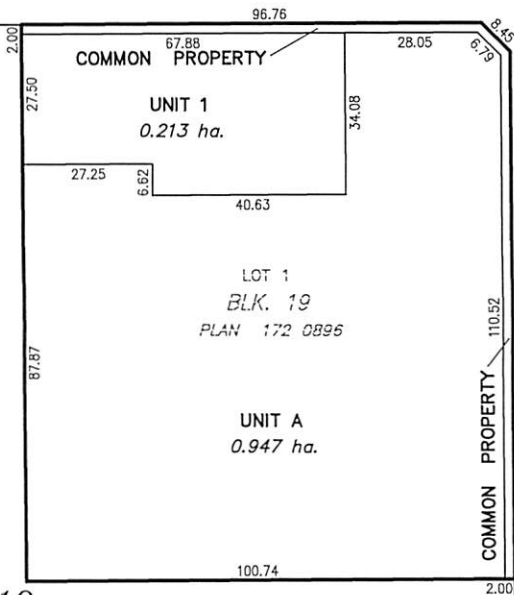 96.76
8.45
2.00
67.88
28.05
6.79
COMMON PROPERTY
27.50
UNIT 1
0.213 ha.
34.08
27.25
6.62
40.63
LOT 1
BLK. 19
PLAN 172 0896
110.52
87.87
UNIT A
0.947 ha.
COMMON PROPERTY
100.74
2.00